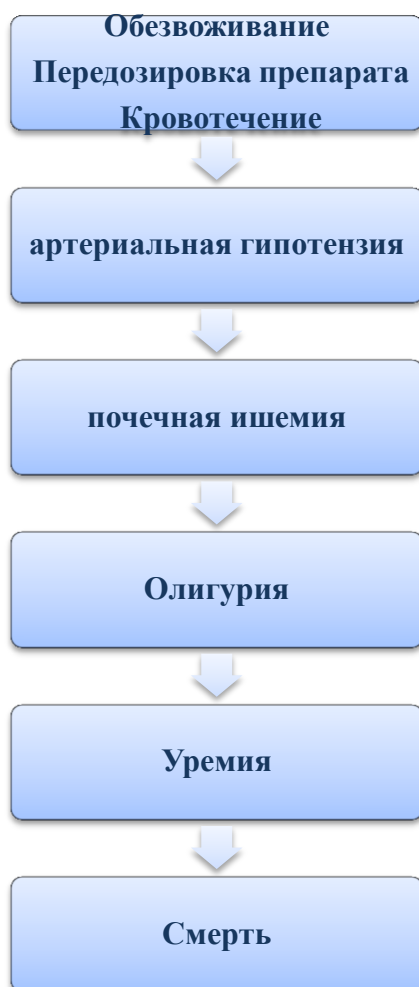 Обезвоживание
Передозировка препарата
Кровотечение
артериальная гипотензия
почечная ишемия
Олигурия
Уремия
Смерть